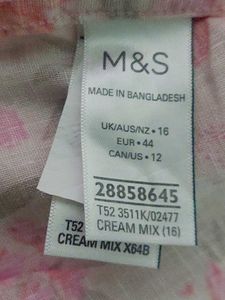 M&S
MADE IN BANGLADESH
UK/AUS/NZ • 16
EUR • 44
CAN/US • 12
28858645
T52 3511K/02477
CREAM MIX (16)
T52
CREAM MIX X64B